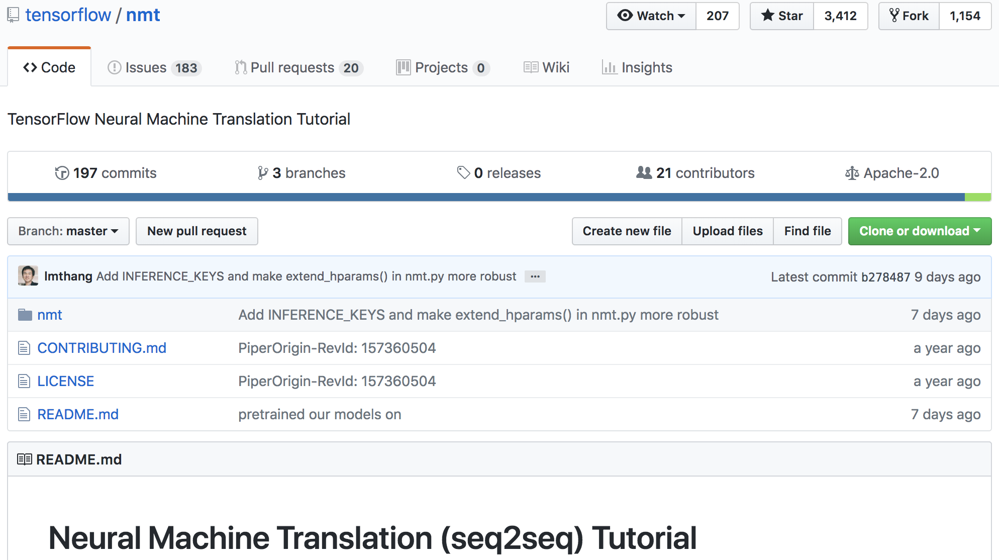 tensorflow / nmt
Watch 207 Star 3,412 Fork 1,154
Code Issues 183 Pull requests 20 Projects 0 Wiki Insights
TensorFlow Neural Machine Translation Tutorial
197 commits 3 branches 0 releases 21 contributors Apache-2.0
Branch: master New pull request Create new file Upload files Find file Clone or download
lmthang Add INFERENCE_KEYS and make extend_hparams() in nmt.py more robust ... Latest commit b278487 9 days ago
nmt Add INFERENCE_KEYS and make extend_hparams() in nmt.py more robust 7 days ago
CONTRIBUTING.md PiperOrigin-RevId: 157360504 a year ago
LICENSE PiperOrigin-RevId: 157360504 a year ago
README.md pretrained our models on 7 days ago
README.md
Neural Machine Translation (seq2seq) Tutorial